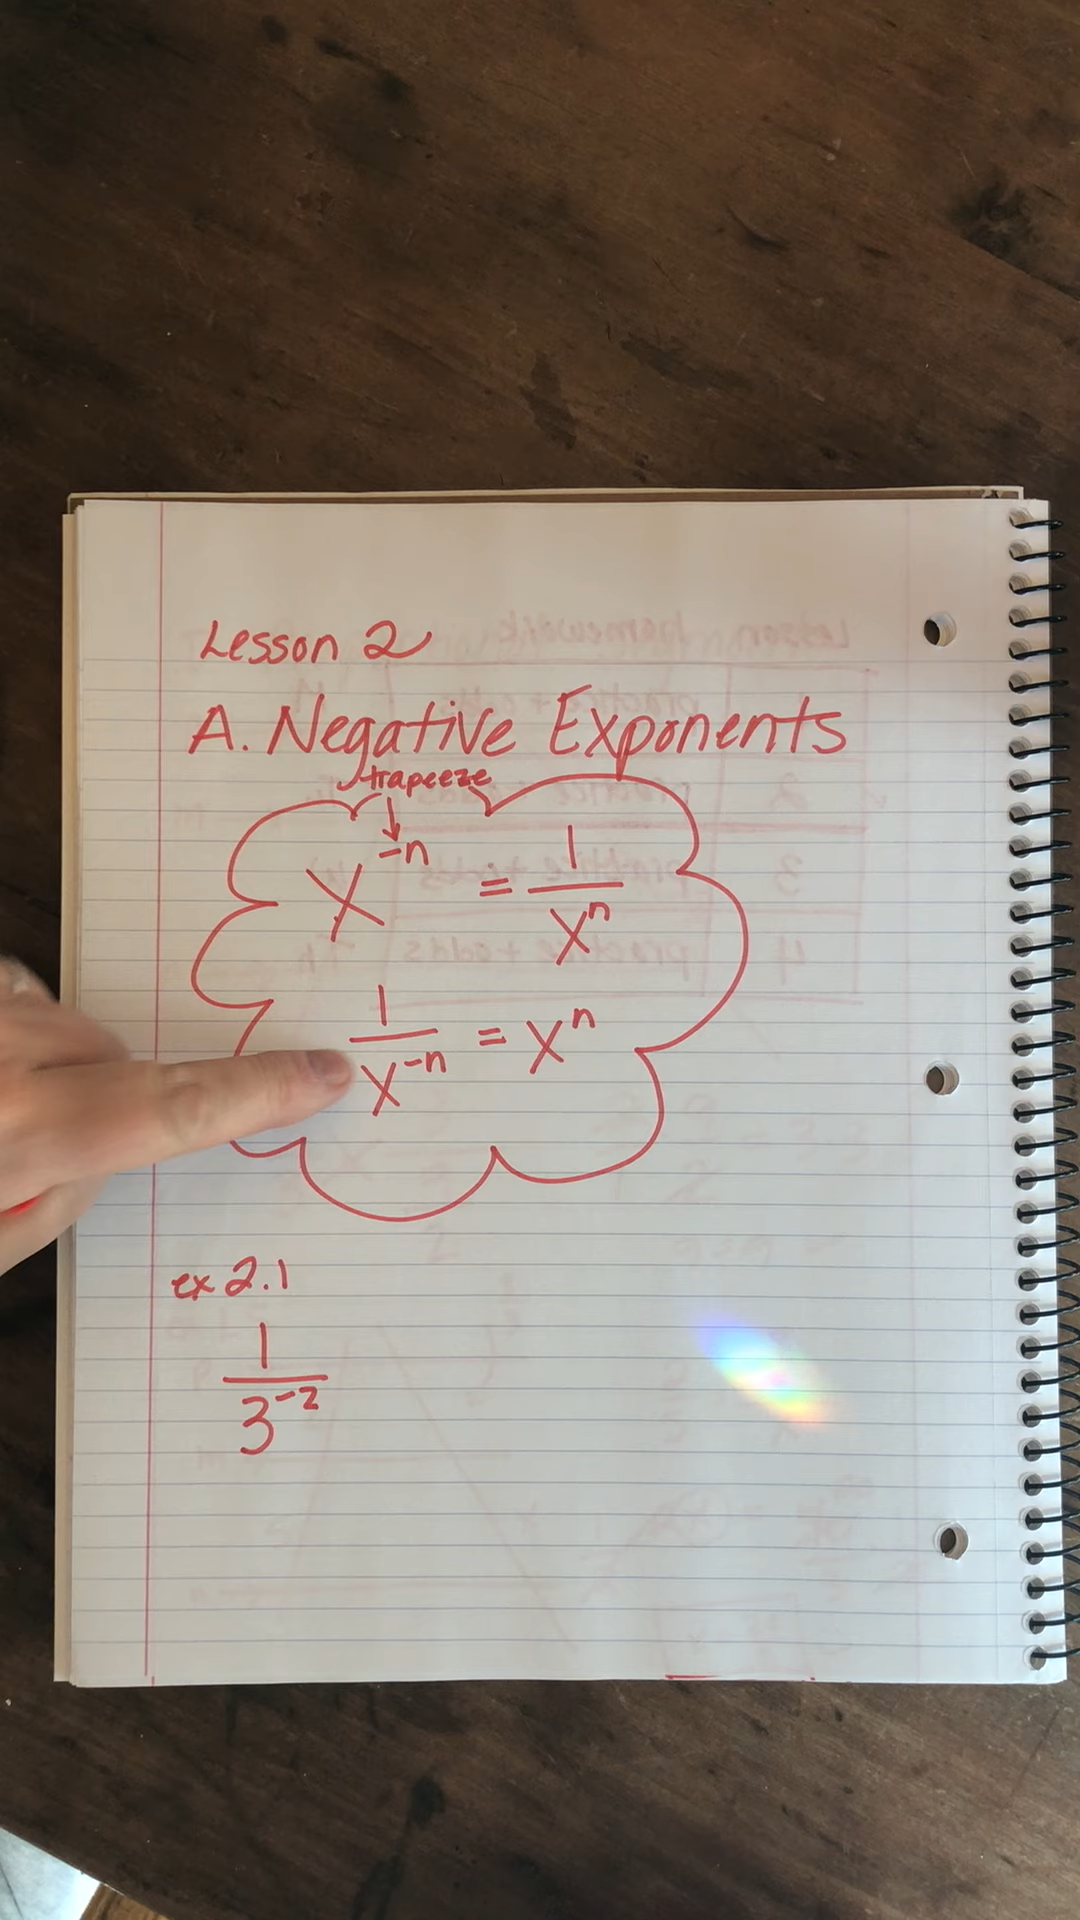 Lesson 2
A. Negative Exponents
trapeeze
x^-n = 1/x^n
1/x^-n = x^n
ex 2.1
1/3^-2